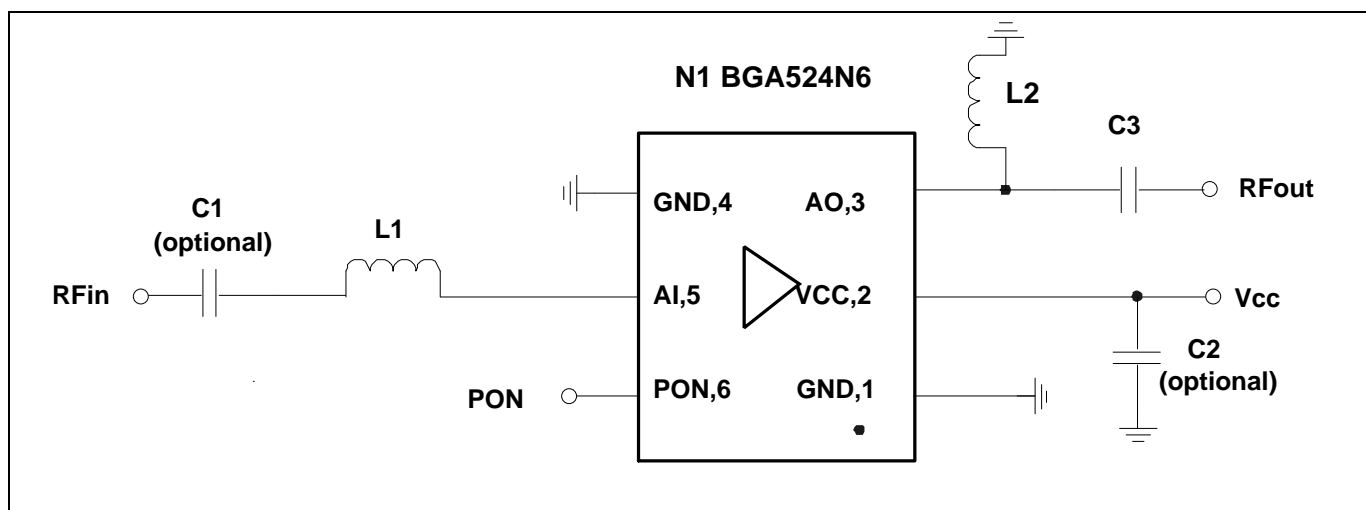 N1 BGA524N6
L2
C3
GND,4
AO,3
RFout
C1
(optional)
L1
RFin
AI,5
VCC,2
Vcc
C2
(optional)
PON
PON,6
GND,1